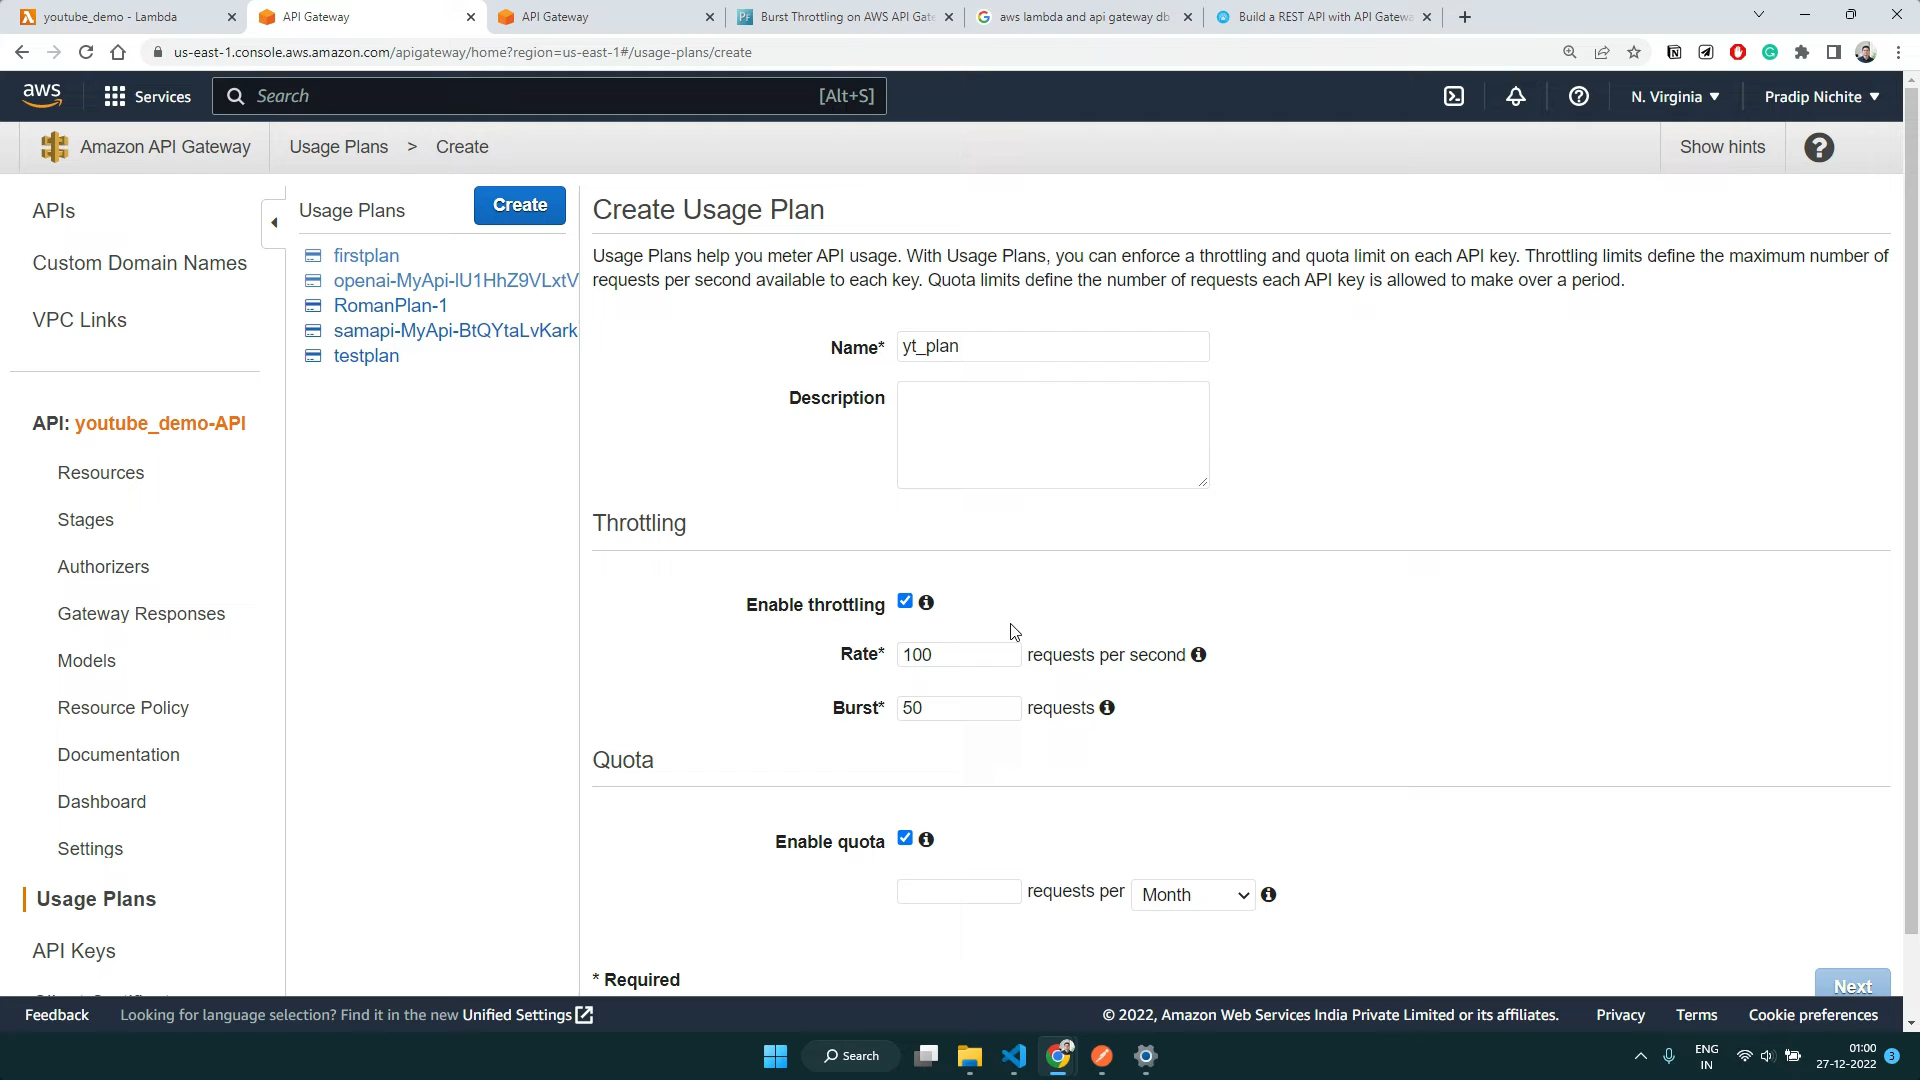 youtube_demo - Lambda
API Gateway
API Gateway
Burst Throttling on AWS API Gate
aws lambda and api gateway db
Build a REST API with API Gatewa
us-east-1.console.aws.amazon.com/apigateway/home?region=us-east-1#/usage-plans/create
aws
Services
Search
[Alt+S]
N. Virginia
Pradip Nichite
Amazon API Gateway
Usage Plans > Create
Show hints
APIs
Custom Domain Names
VPC Links
API: youtube_demo-API
Resources
Stages
Authorizers
Gateway Responses
Models
Resource Policy
Documentation
Dashboard
Settings
Usage Plans
API Keys
Usage Plans
Create
firstplan
openai-MyApi-lU1HhZ9VLxtV
RomanPlan-1
samapi-MyApi-BtQYtaLvKark
testplan
Create Usage Plan
Usage Plans help you meter API usage. With Usage Plans, you can enforce a throttling and quota limit on each API key. Throttling limits define the maximum number of
requests per second available to each key. Quota limits define the number of requests each API key is allowed to make over a period.
Name* yt_plan
Description
Throttling
Enable throttling
Rate* 100 requests per second
Burst* 50 requests
Quota
Enable quota
requests per Month
* Required
Next
Feedback
Looking for language selection? Find it in the new Unified Settings
© 2022, Amazon Web Services India Private Limited or its affiliates.
Privacy
Terms
Cookie preferences
Search
ENG
IN
01:00
27-12-2022
3